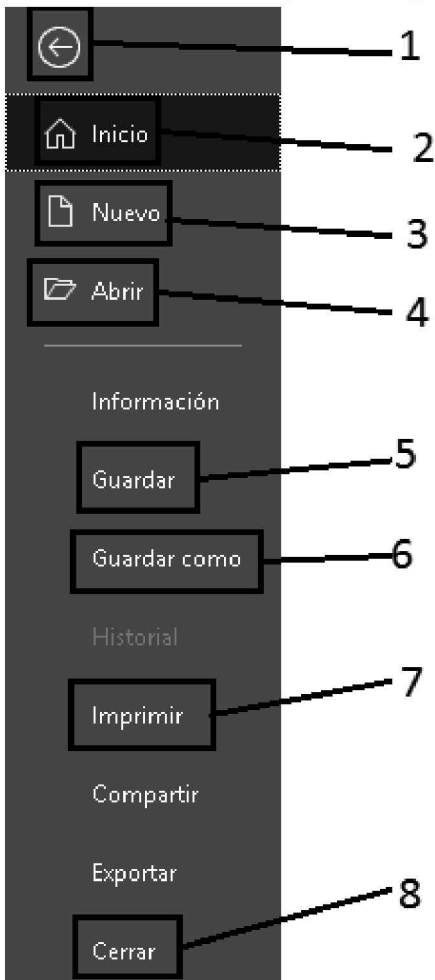 1
Inicio 2
Nuevo 3
Abrir 4
Información
Guardar 5
Guardar como 6
Historial
Imprimir 7
Compartir
Exportar
Cerrar 8